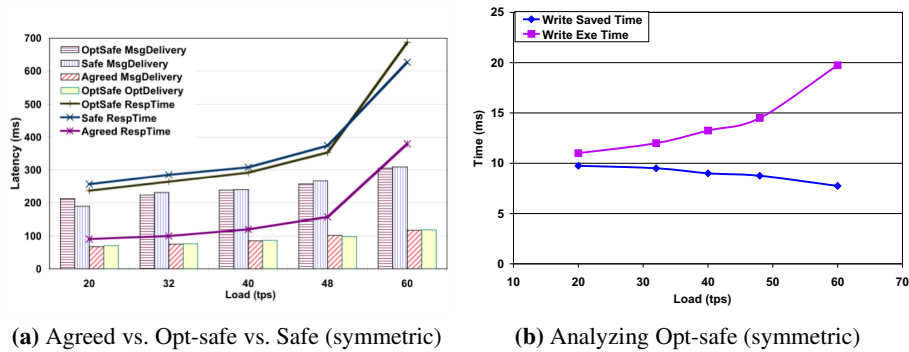 700
600
500
400
300
200
100
0
Latency (ms)
OptSafe MsgDelivery
Safe MsgDelivery
Agreed MsgDelivery
OptSafe OptDelivery
OptSafe RespTime
Safe RespTime
Agreed RespTime
20 32 40 48 60
Load (tps)
25
20
15
10
5
0
Time (ms)
Write Saved Time
Write Exe Time
10 20 30 40 50 60 70
Load (tps)
(a) Agreed vs. Opt-safe vs. Safe (symmetric)
(b) Analyzing Opt-safe (symmetric)